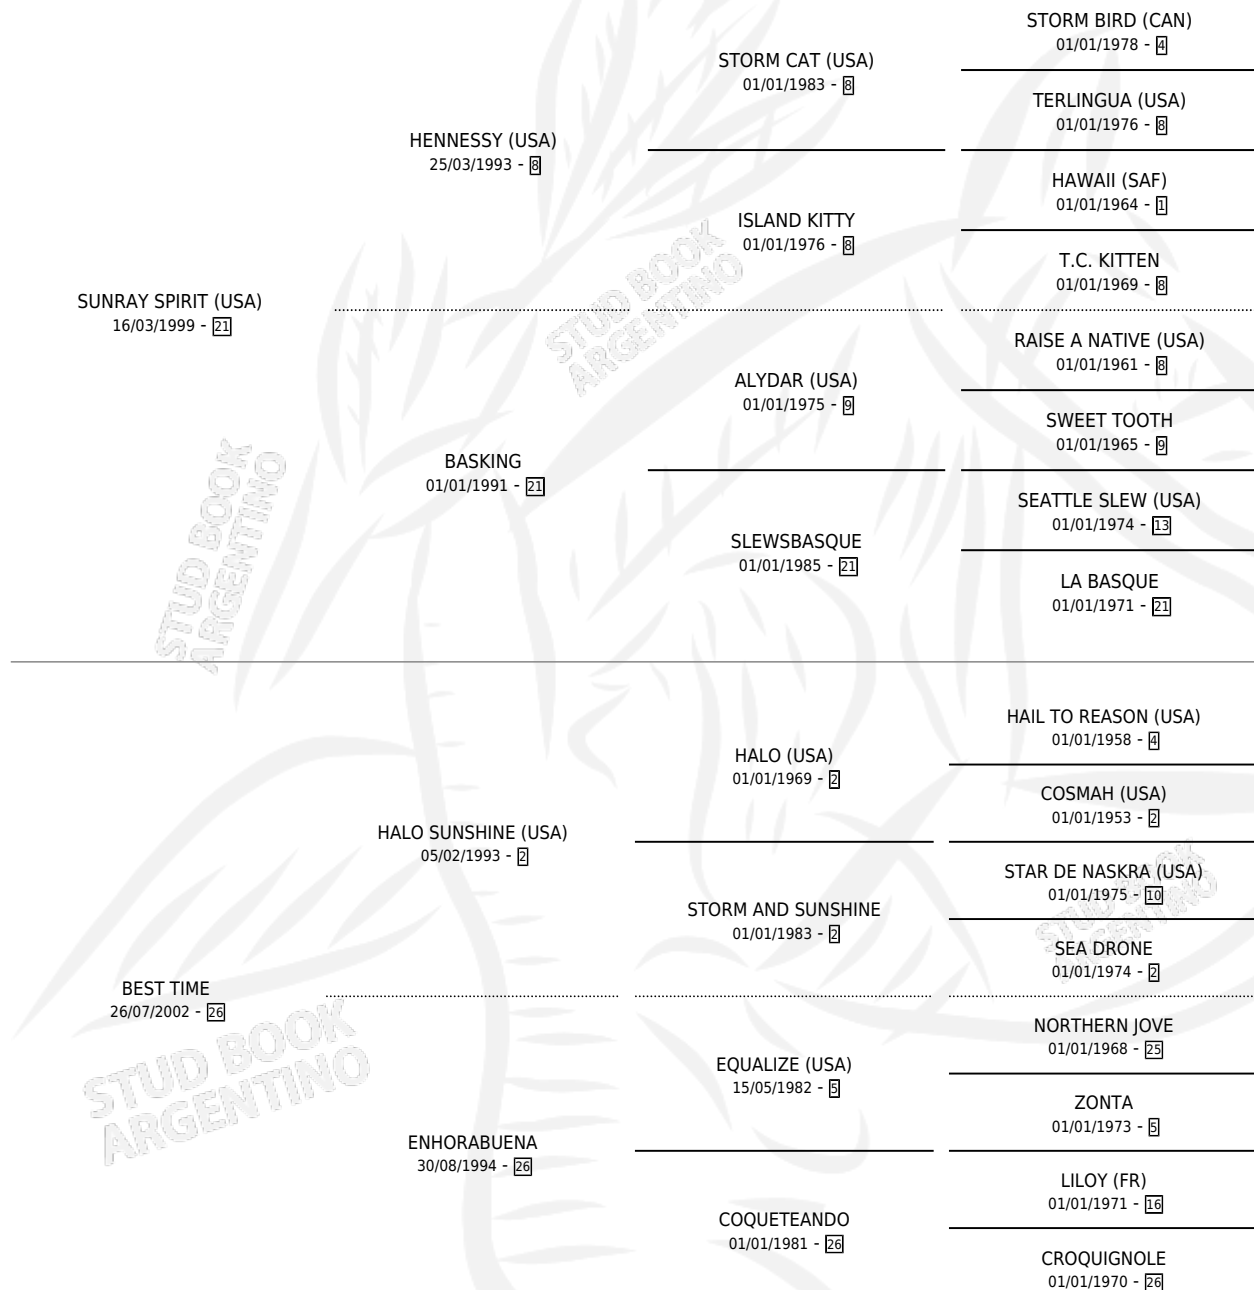 STORM BIRD (CAN)
01/01/1978 - 4
STORM CAT (USA)
01/01/1983 - 8
TERLINGUA (USA)
01/01/1976 - 8
HENNESSY (USA)
25/03/1993 - 8
HAWAII (SAF)
01/01/1964 - 1
ISLAND KITTY
01/01/1976 - 8
T.C. KITTEN
01/01/1969 - 8
SUNRAY SPIRIT (USA)
16/03/1999 - 21
RAISE A NATIVE (USA)
01/01/1961 - 8
ALYDAR (USA)
01/01/1975 - 9
SWEET TOOTH
01/01/1965 - 9
BASKING
01/01/1991 - 21
SEATTLE SLEW (USA)
01/01/1974 - 13
SLEWSBASQUE
01/01/1985 - 21
LA BASQUE
01/01/1971 - 21
HAIL TO REASON (USA)
01/01/1958 - 4
HALO (USA)
01/01/1969 - 2
COSMAH (USA)
01/01/1953 - 2
HALO SUNSHINE (USA)
05/02/1993 - 2
STAR DE NASKRA (USA)
01/01/1975 - 10
STORM AND SUNSHINE
01/01/1983 - 2
SEA DRONE
01/01/1974 - 2
BEST TIME
26/07/2002 - 26
NORTHERN JOVE
01/01/1968 - 25
EQUALIZE (USA)
15/05/1982 - 5
ZONTA
01/01/1973 - 5
ENHORABUENA
30/08/1994 - 26
LILOY (FR)
01/01/1971 - 16
COQUETEANDO
01/01/1981 - 26
CROQUIGNOLE
01/01/1970 - 26
STUD BOOK
ARGENTINO
STUD BOOK
ARGENTINO
STUD BOOK
ARGENTINO
STUD BOOK
ARGENTINO